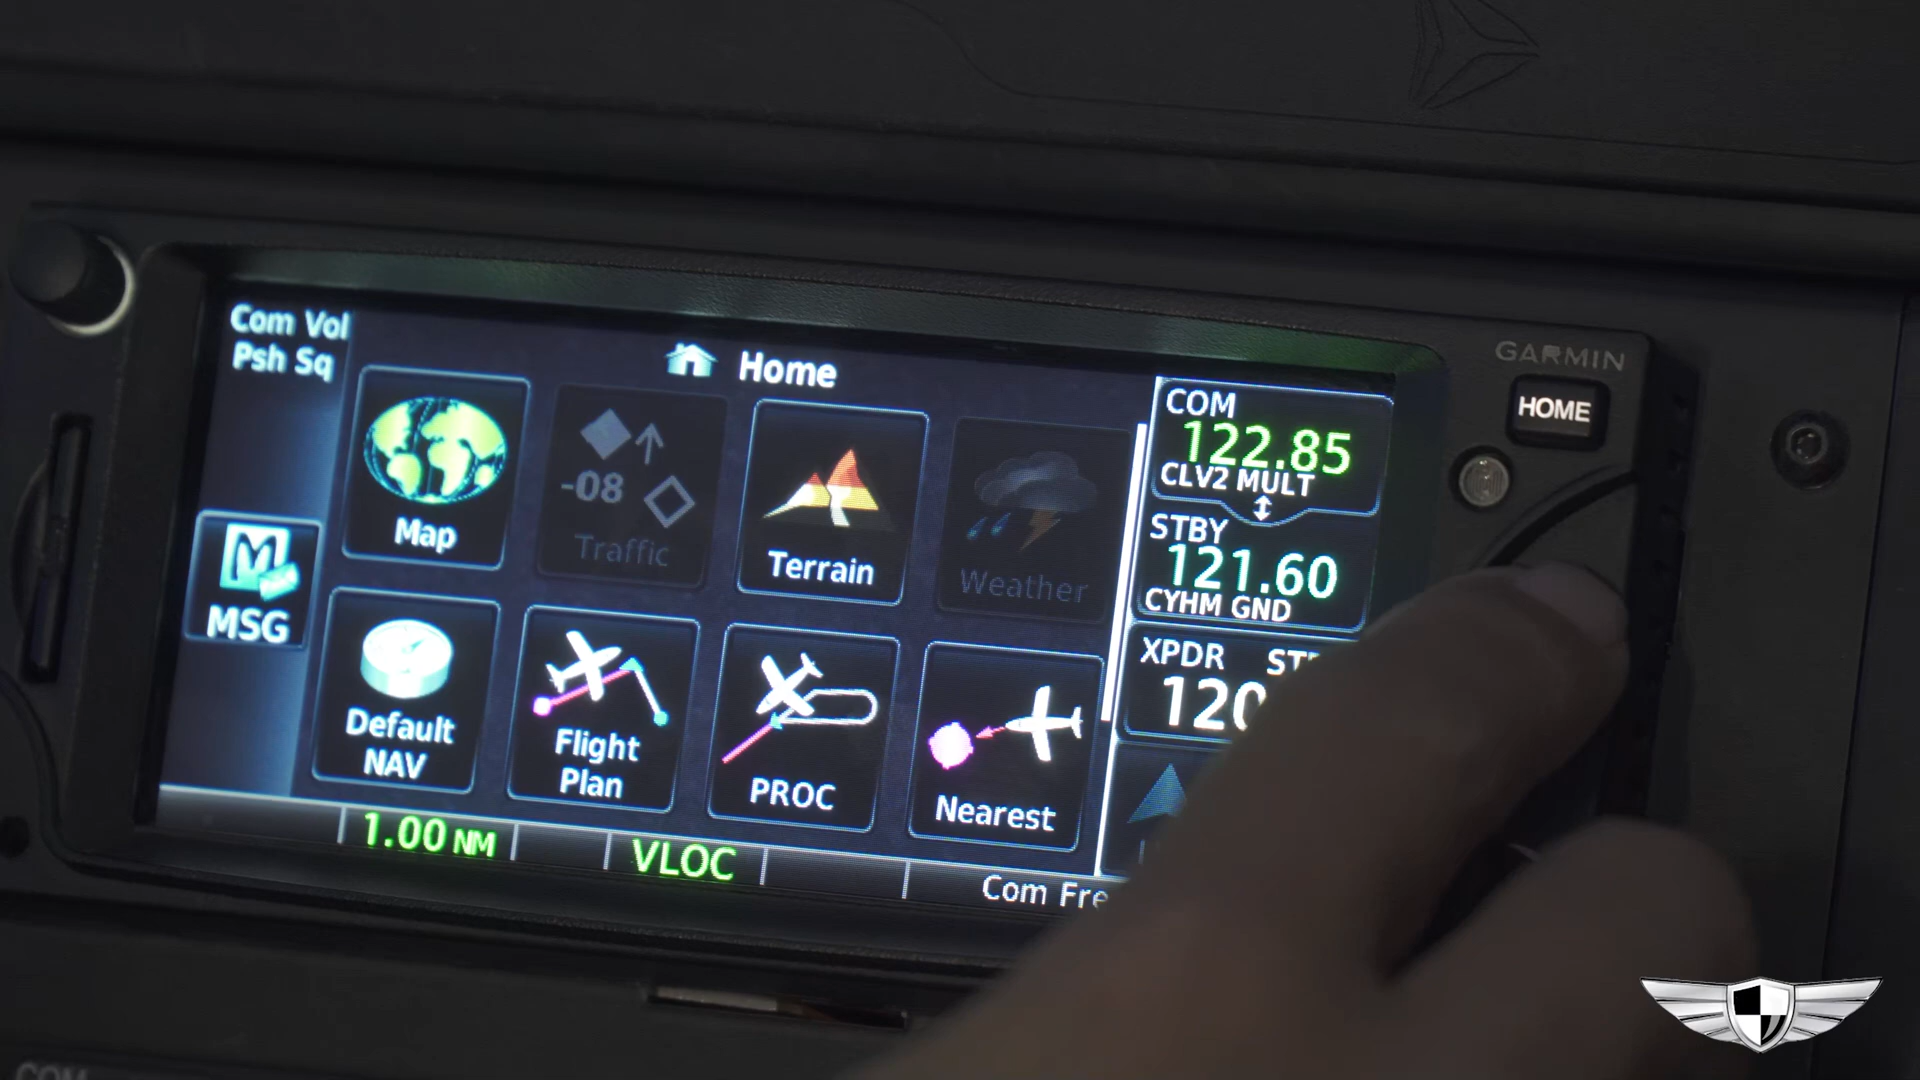 Com Vol
Psh Sq
Home
GARMIN
HOME
Map
-08
Traffic
Terrain
Weather
COM
122.85
CLV2 MULT
STBY
121.60
CYHM GND
MSG
Default
NAV
Flight
Plan
PROC
Nearest
XPDR
120
1.00 NM
VLOC
Com
COM